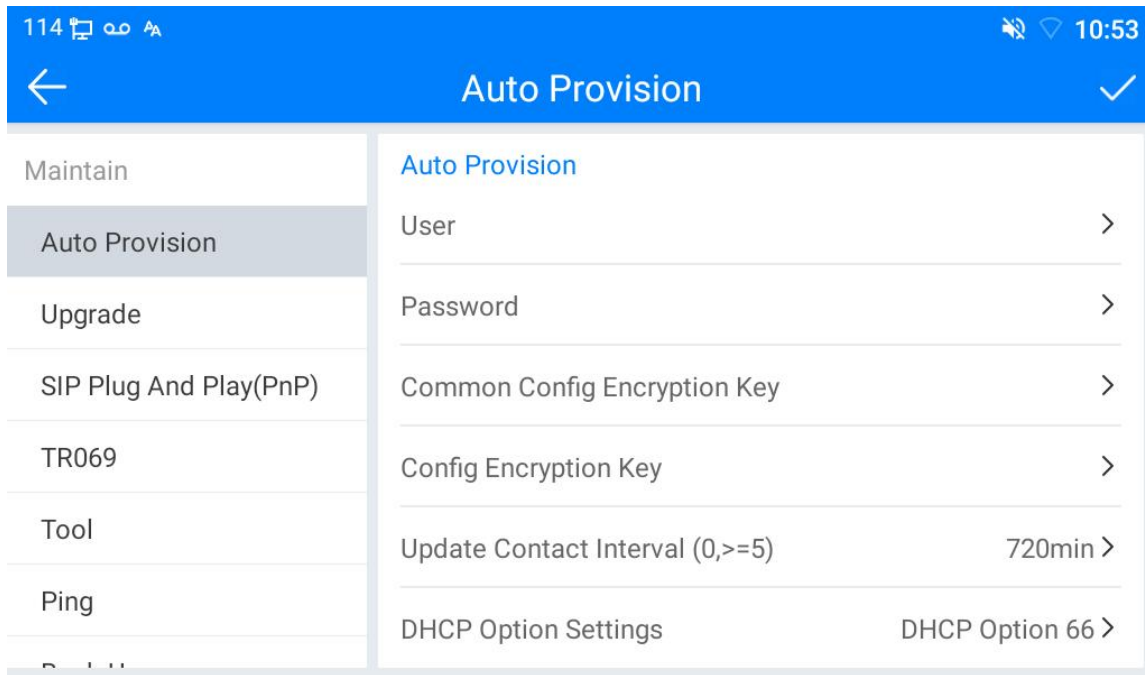 114 10:53
Auto Provision
Maintain
Auto Provision
Upgrade
SIP Plug And Play(PnP)
TR069
Tool
Ping
Auto Provision
User
Password
Common Config Encryption Key
Config Encryption Key
Update Contact Interval (0,>=5) 720min
DHCP Option Settings DHCP Option 66